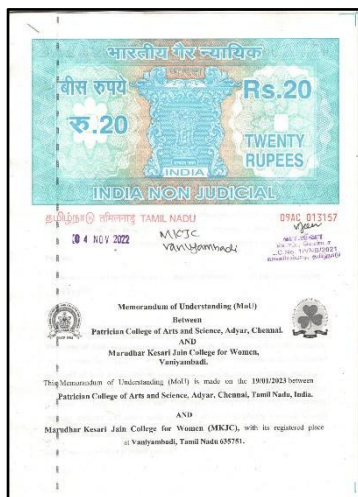 भारतीय गैर न्यायिक
बीस रुपये
Rs.20
रु.20
TWENTY
RUPEES
INDIA
INDIA NON JUDICIAL
தமிழ்நாடு तमिलनाडु TAMIL NADU
09AC 013157
04 NOV 2022
MKJC
Vaniyambadi
Memorandum of Understanding (MoU)
Between
Patrician College of Arts and Science, Adyar, Chennai.
AND
Marudhar Kesari Jain College for Women,
Vaniyambadi.
This Memorandum of Understanding (MoU) is made on the 19/01/2023 between
Patrician College of Arts and Science, Adyar, Chennai, Tamil Nadu, India.
AND
Marudhar Kesari Jain College for Women (MKJC), with its registered place
at Vaniyambadi, Tamil Nadu 635751.